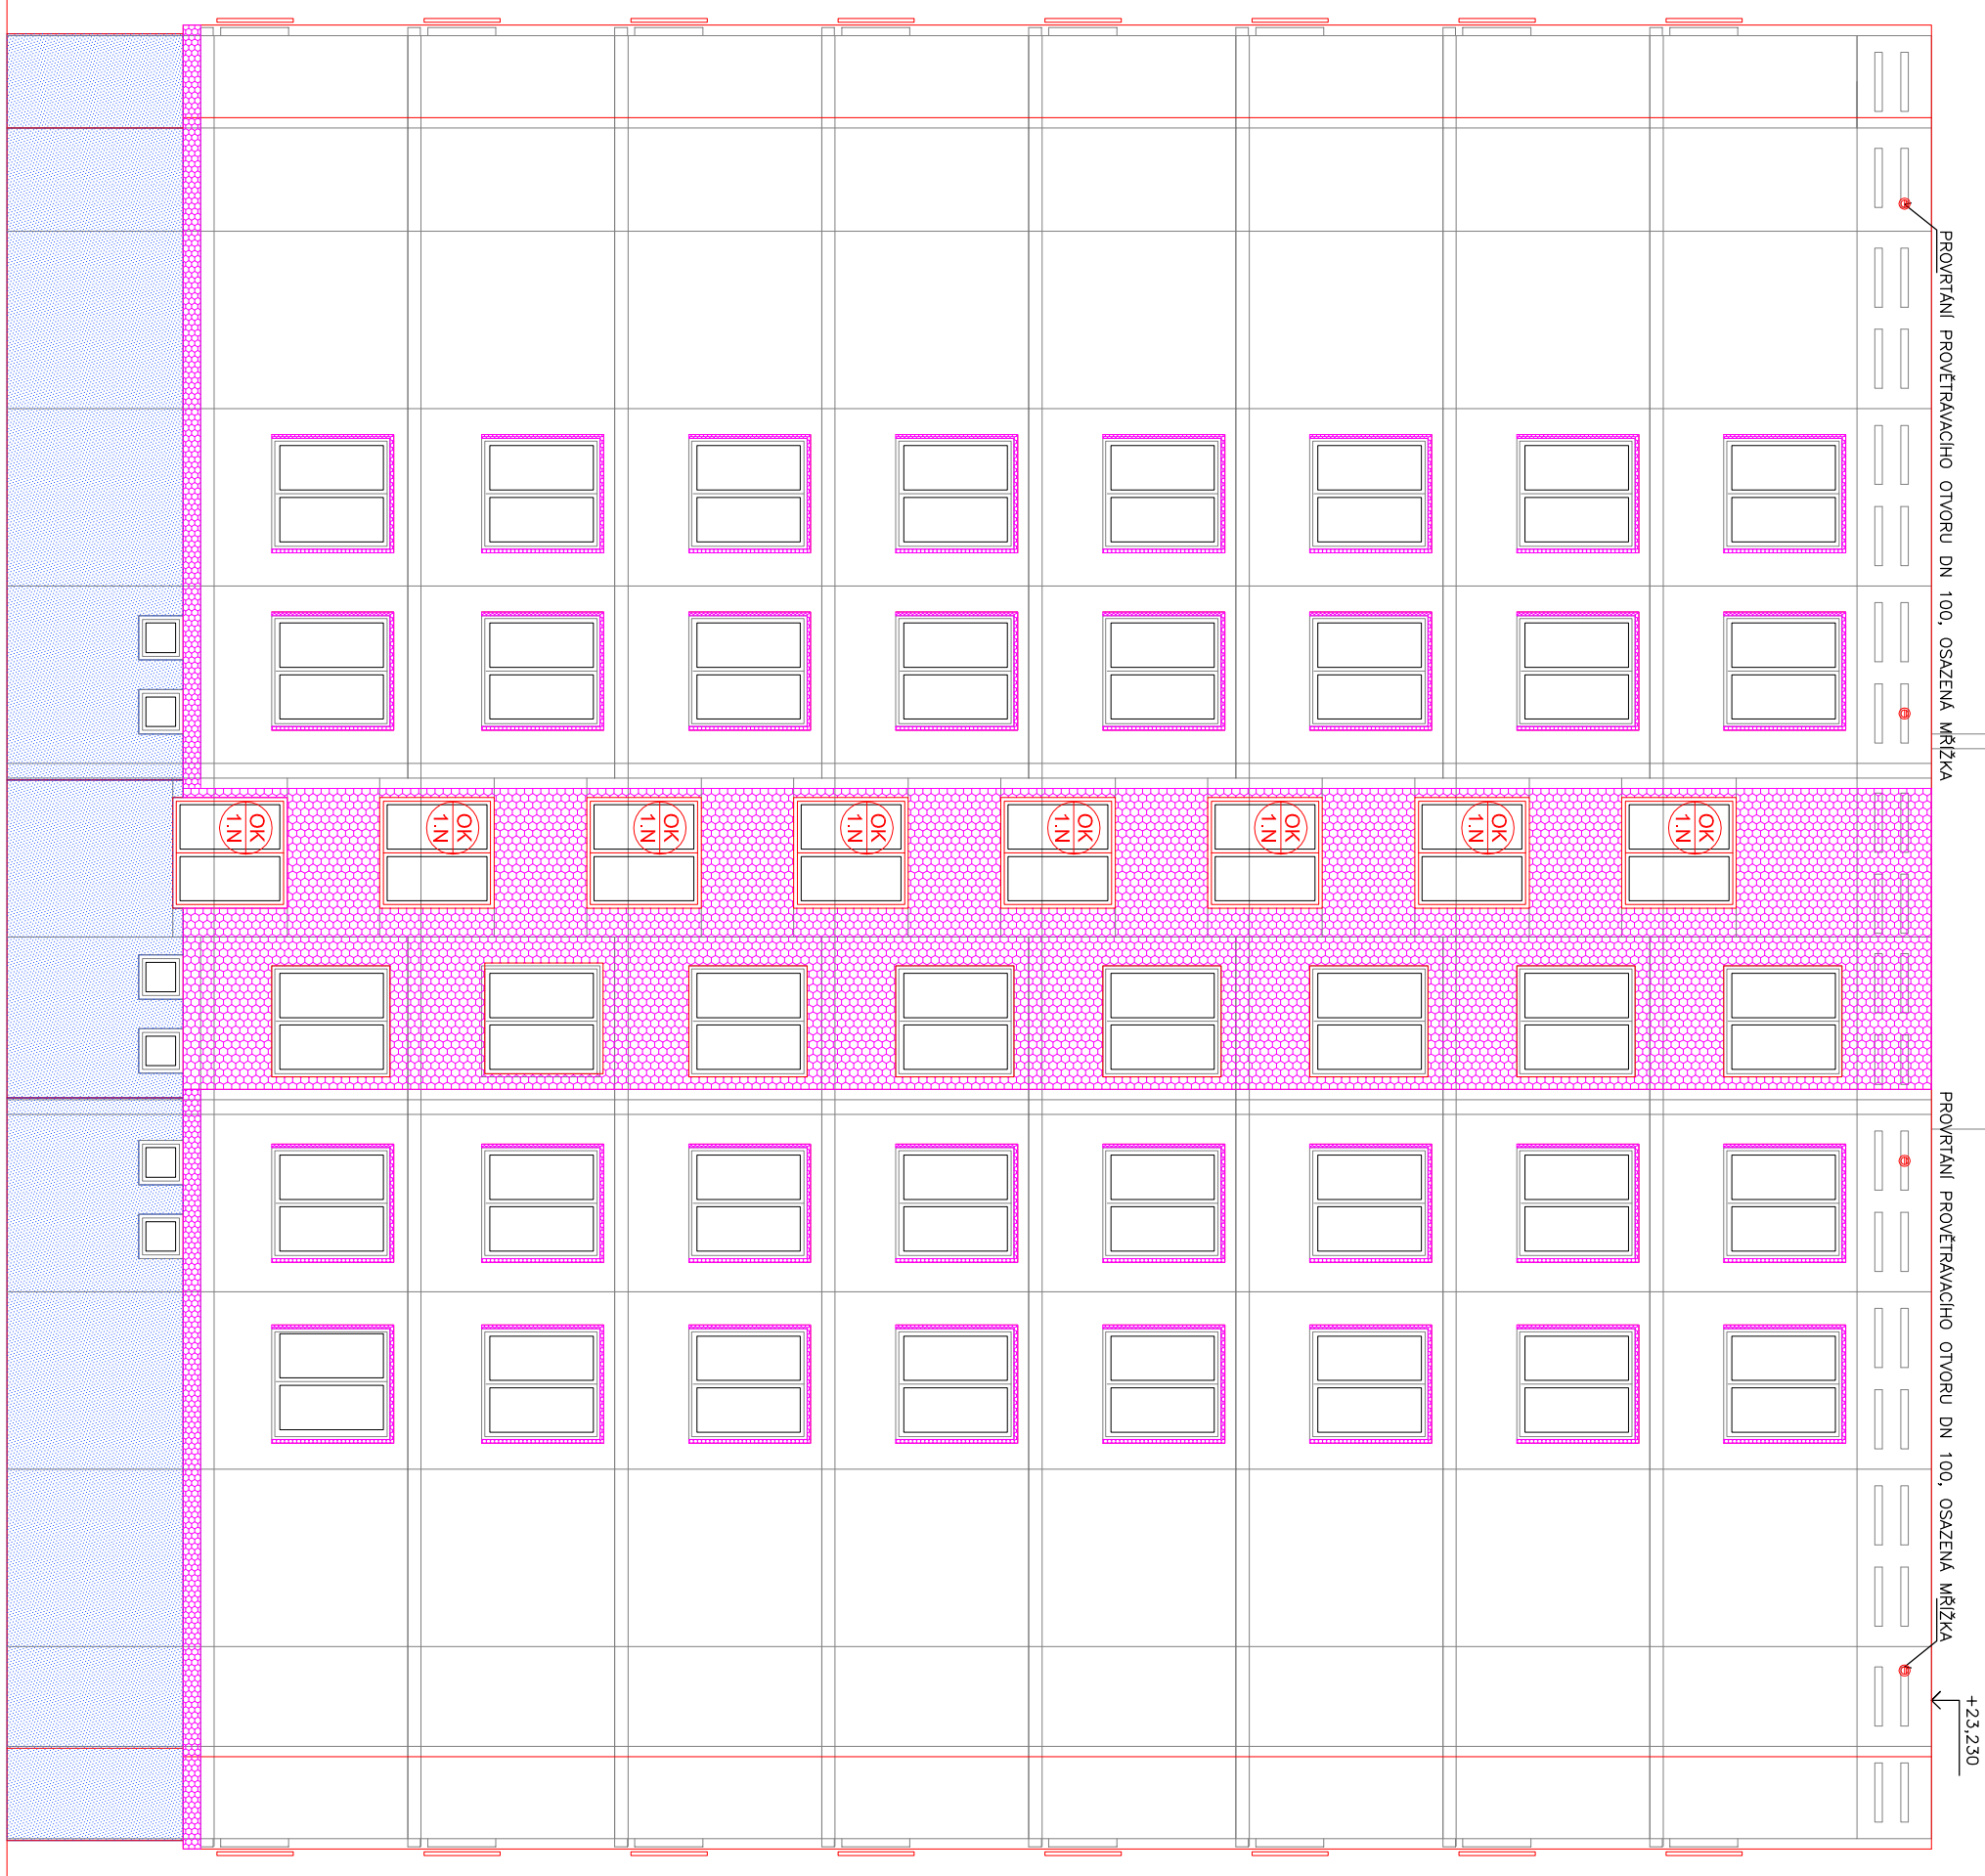 PROVRTÁNÍ PROVĚTRÁVACÍHO OTVORU DN 100, OSAZENÁ MŘÍŽKA
PROVRTÁNÍ PROVĚTRÁVACÍHO OTVORU DN 100, OSAZENÁ MŘÍŽKA
+23,230
OK
1.N
OK
1.N
OK
1.N
OK
1.N
OK
1.N
OK
1.N
OK
1.N
OK
1.N